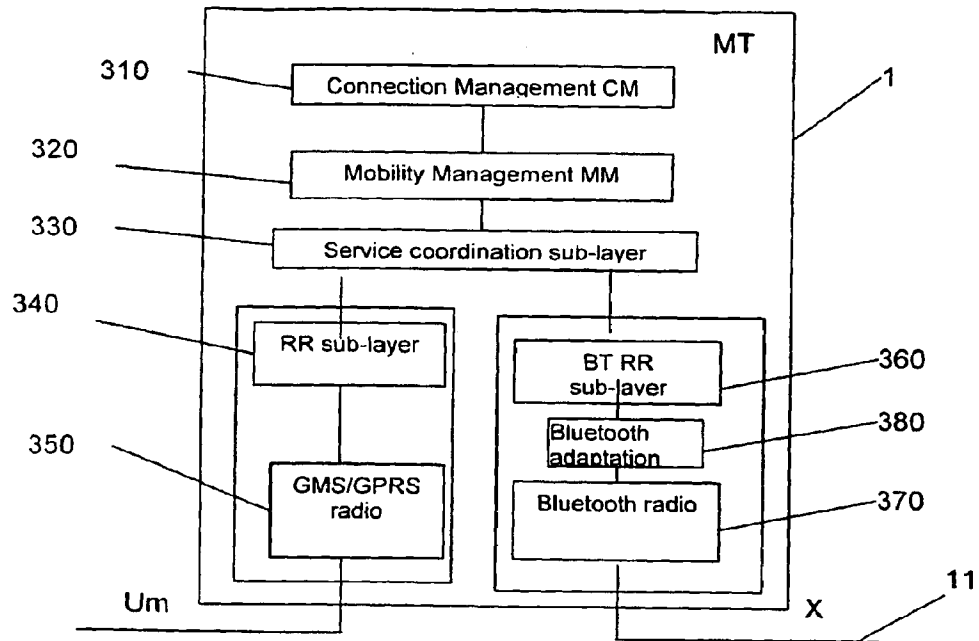 MT
310
Connection Management CM
1
320
Mobility Management MM
330
Service coordination sub-layer
340
RR sub-layer
BT RR
sub-layer
360
Bluetooth
adaptation
380
350
GMS/GPRS
radio
Bluetooth radio
370
Um
X
11